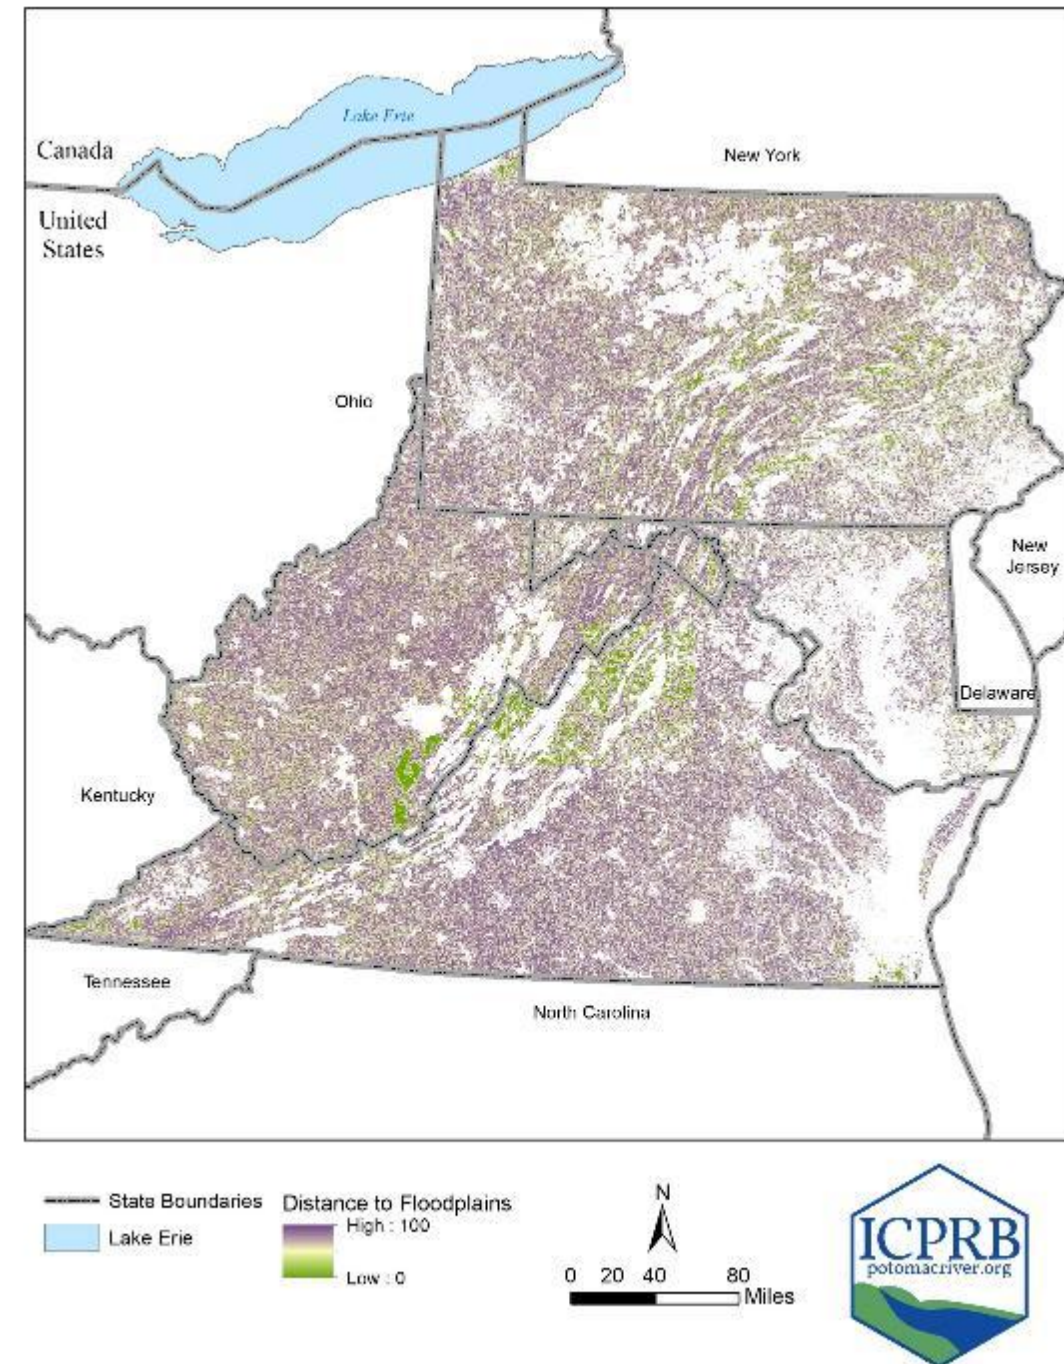 Lake Erie
Canada
New York
United
States
Ohio
New
Jersey
Delaware
Kentucky
Tennessee
North Carolina
State Boundaries
Lake Erie
Distance to Floodplains
High : 100
Low : 0
N
0 20 40 80
Miles
ICPRB
potomacriver.org